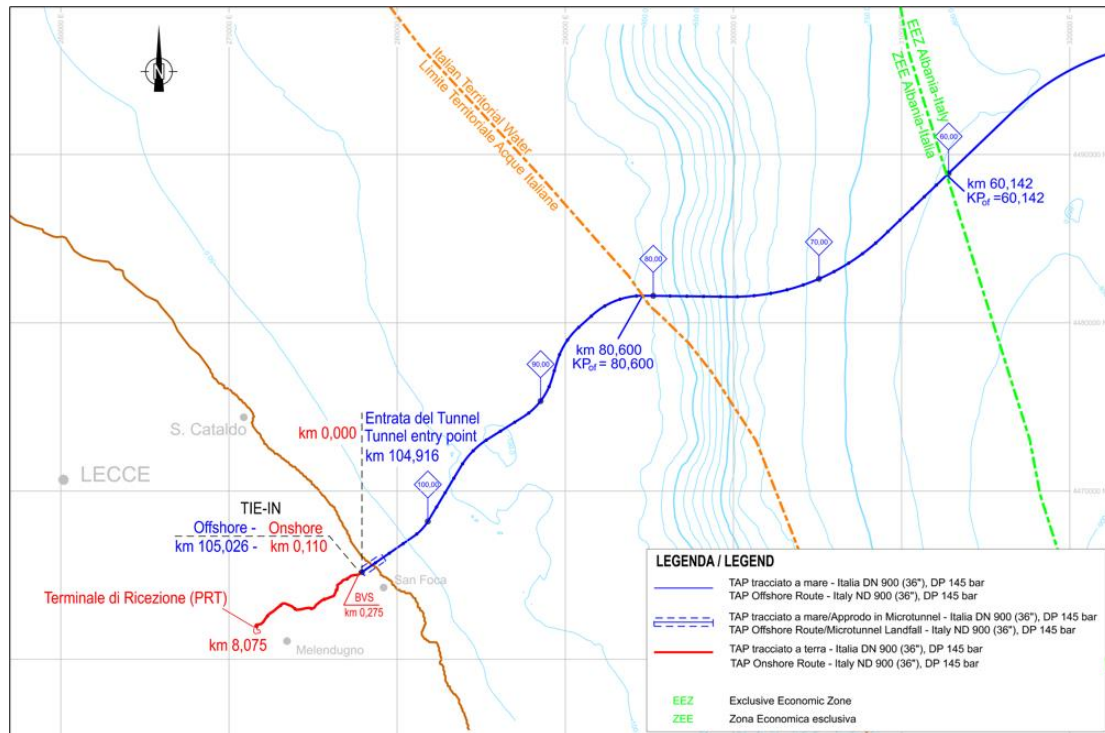 N
Italian Territorial Water
Limite Territoriale Acque Italiane
EEZ Albania-Italy
ZEE Albania-Italia
60,00
km 60,142
KPof =60,142
70,00
80,00
km 80,600
KPof = 80,600
90,00
Entrata del Tunnel
Tunnel entry point
km 104,916
km 0,000
100,00
S. Cataldo
LECCE
TIE-IN
Offshore - Onshore
km 105,026 - km 0,110
San Foca
BVS
km 0,275
Terminale di Ricezione (PRT)
km 8,075
Melendugno
LEGENDA / LEGEND
TAP tracciato a mare - Italia DN 900 (36"), DP 145 bar
TAP Offshore Route - Italy ND 900 (36"), DP 145 bar
TAP tracciato a mare/Approdo in Microtunnel - Italia DN 900 (36"), DP 145 bar
TAP Offshore Route/Microtunnel Landfall - Italy ND 900 (36"), DP 145 bar
TAP tracciato a terra - Italia DN 900 (36"), DP 145 bar
TAP Onshore Route - Italy ND 900 (36"), DP 145 bar
EEZ Exclusive Economic Zone
ZEE Zona Economica esclusiva